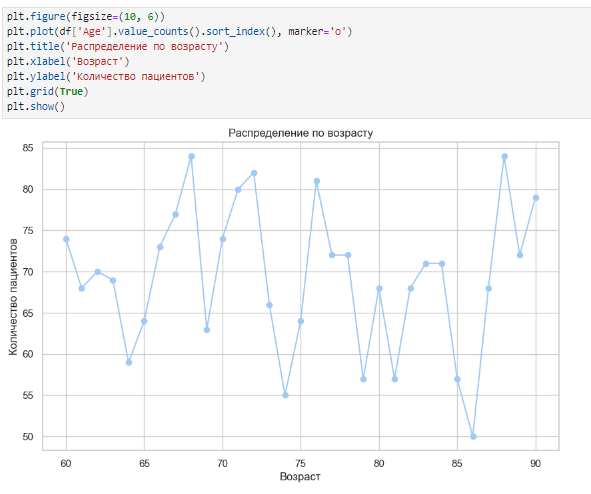 plt.figure(figsize=(10, 6))
plt.plot(df['Age'].value_counts().sort_index(), marker='o')
plt.title('Распределение по возрасту')
plt.xlabel('Возраст')
plt.ylabel('Количество пациентов')
plt.grid(True)
plt.show()
Распределение по возрасту
Количество пациентов
85
80
75
70
65
60
55
50
60 65 70 75 80 85 90
Возраст